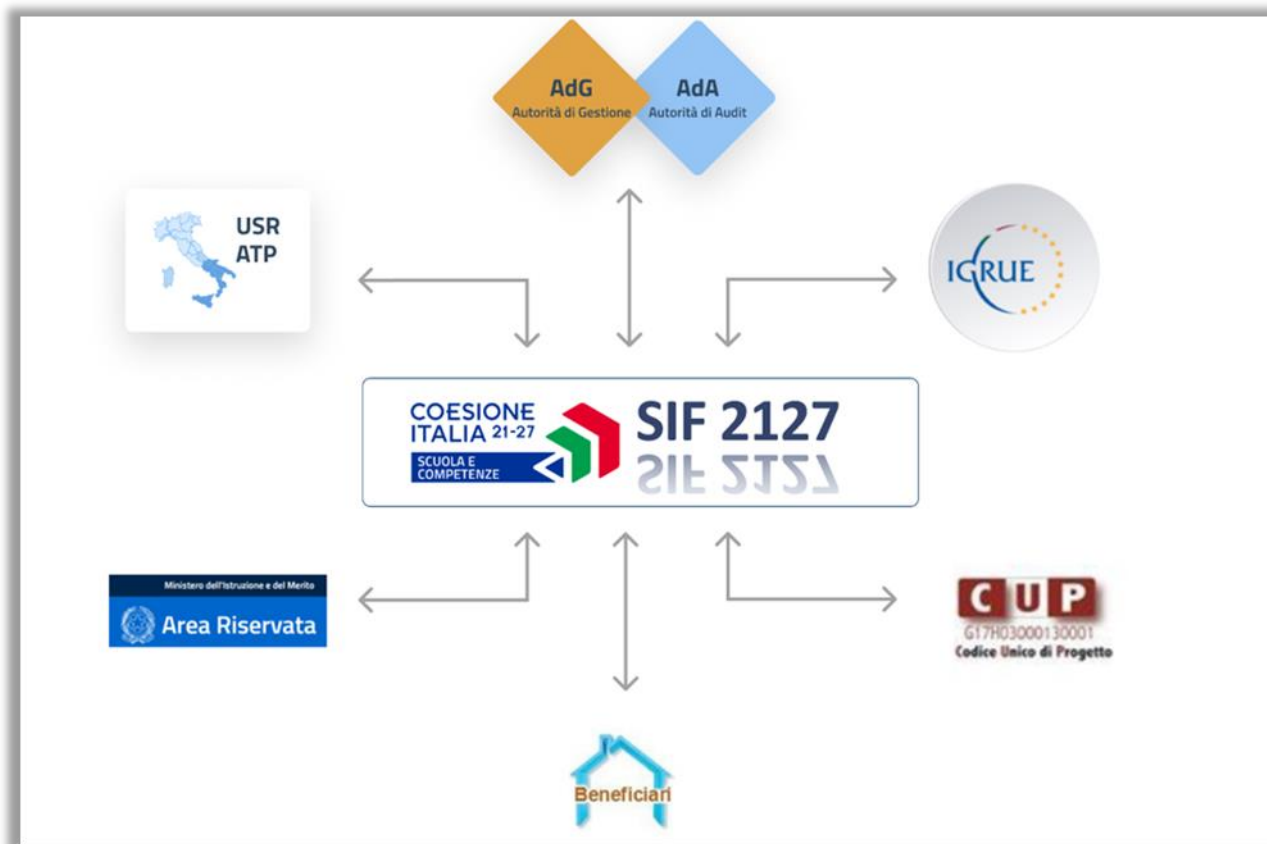 AdG
Autorità di Gestione
AdA
Autorità di Audit
USR
ATP
IGRUE
COESIONE
ITALIA 21-27
SCUOLA E
COMPETENZE
SIF 2127
Ministero dell'Istruzione e del Merito
Area Riservata
CUP
G17H03000130001
Codice Unico di Progetto
Beneficiari